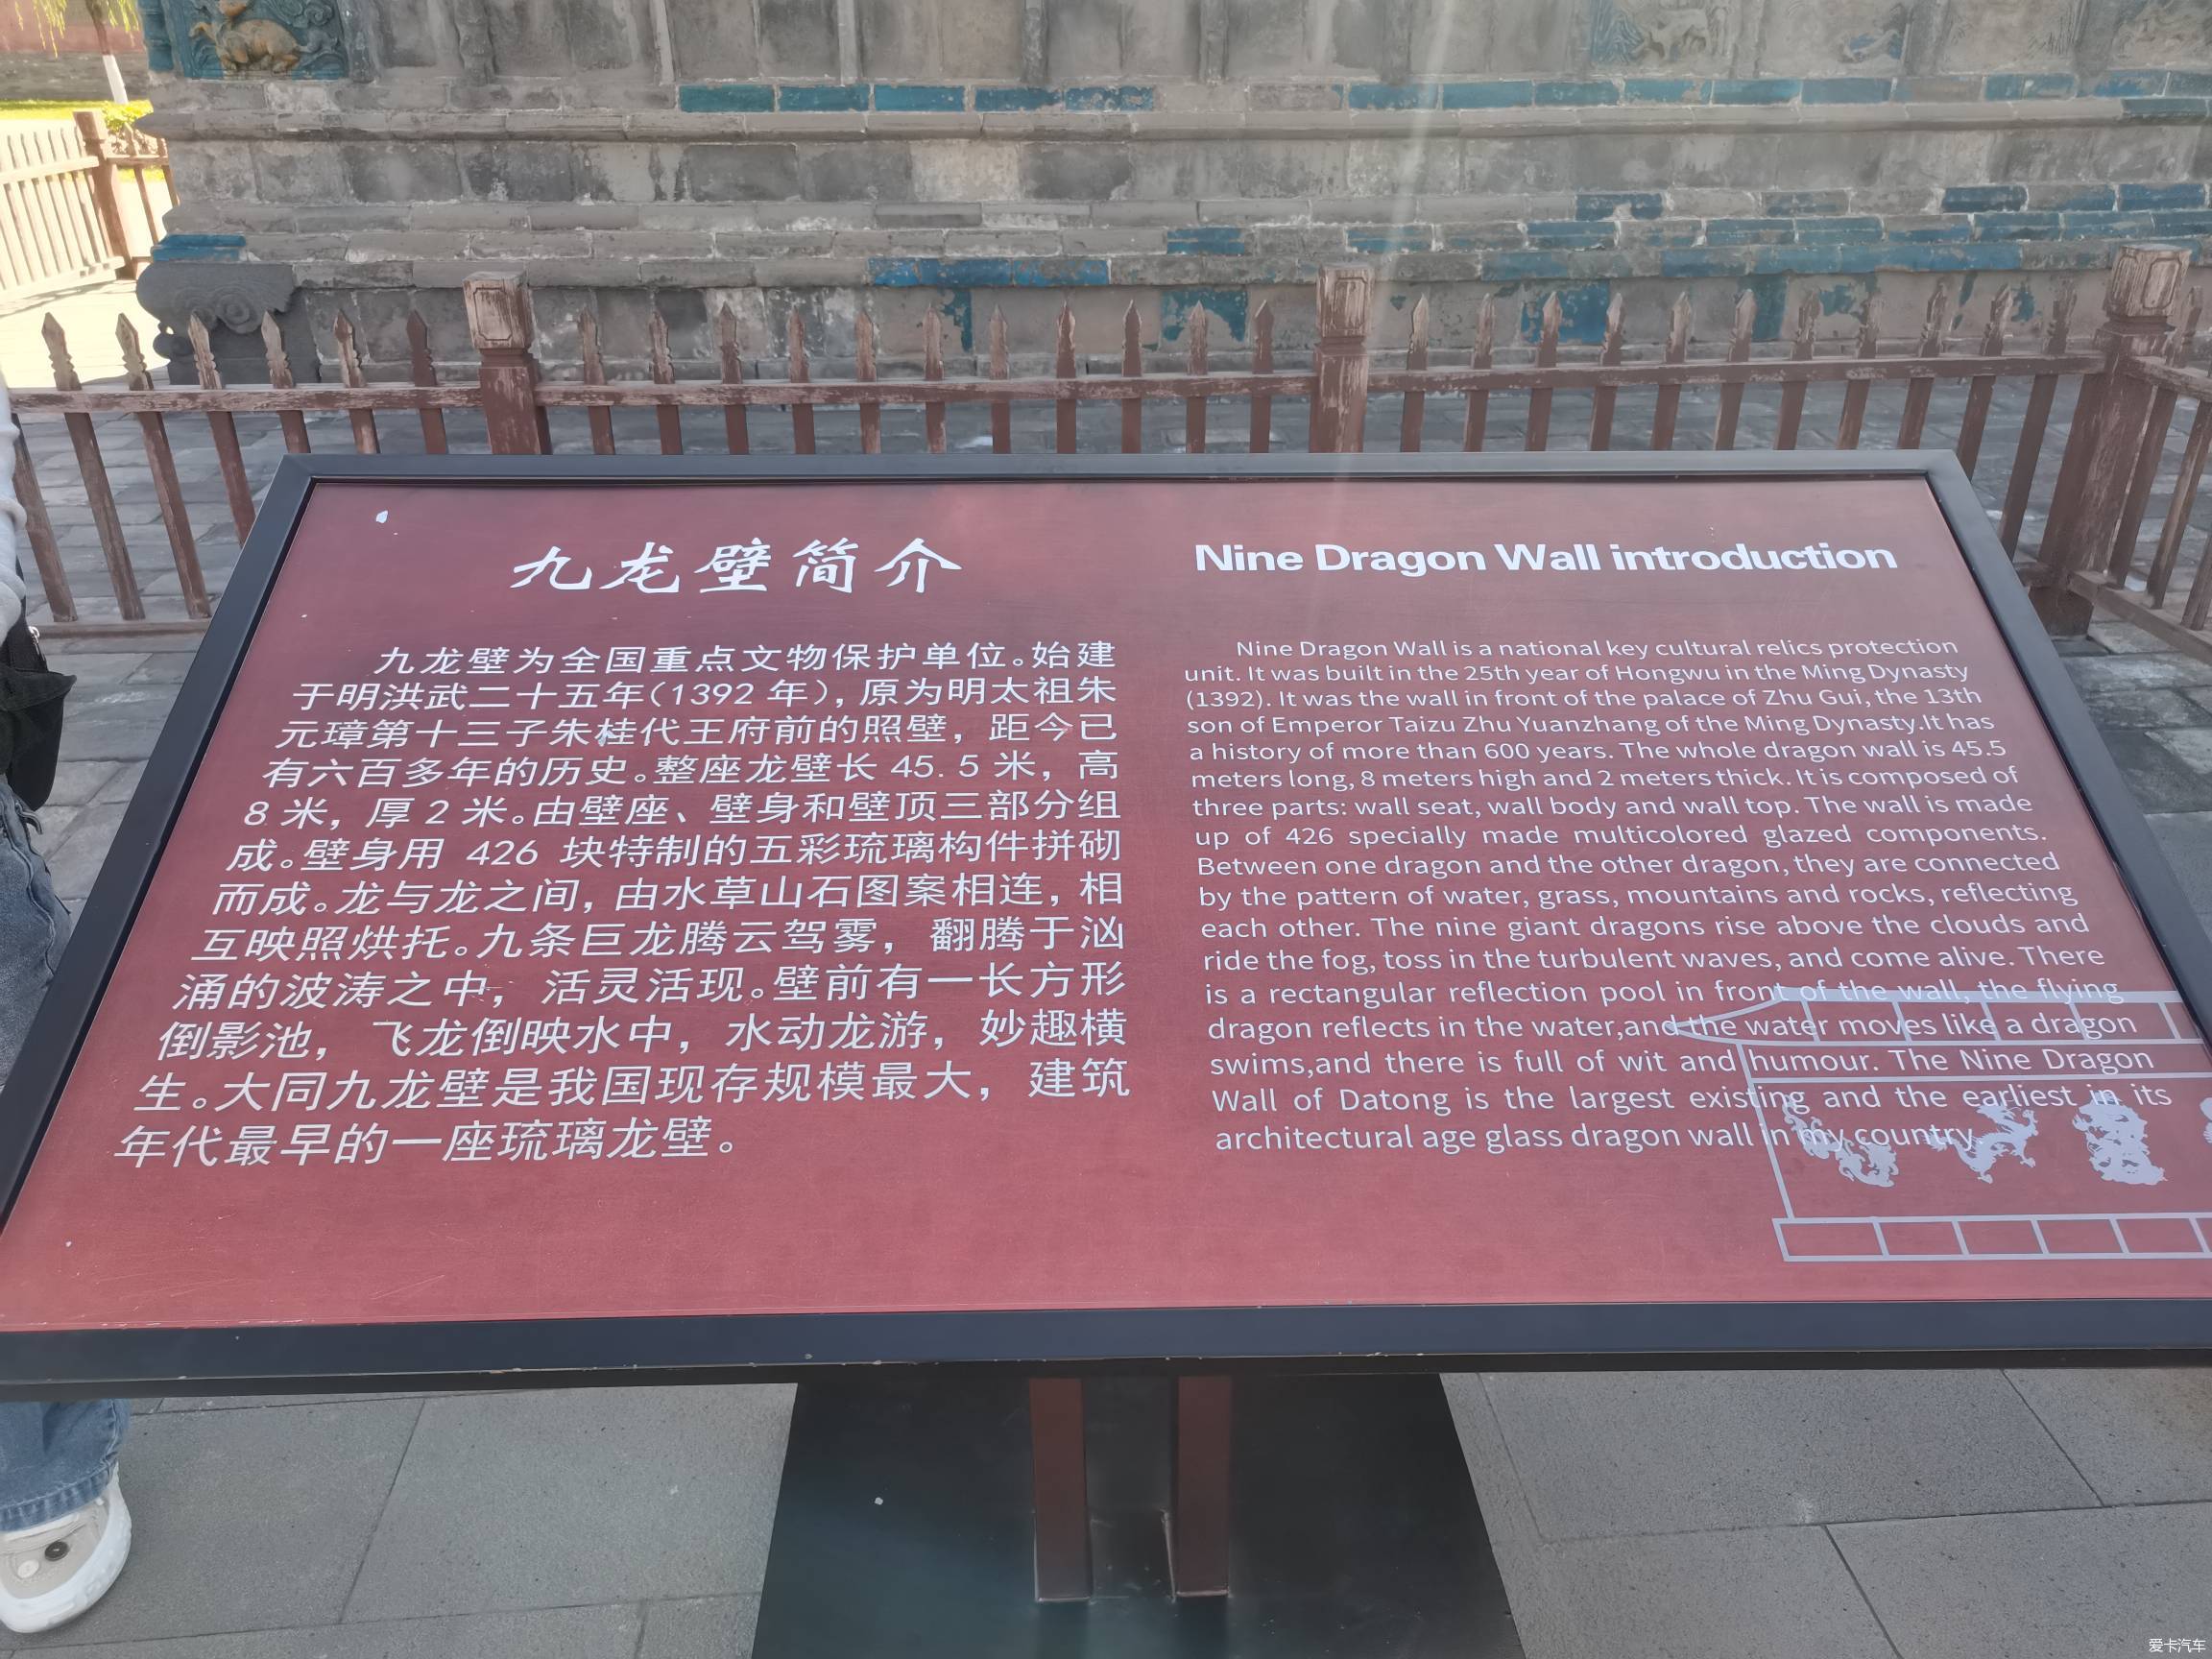 九龙壁简介
九龙壁为全国重点文物保护单位。始建
于明洪武二十五年（1392 年），原为明太祖朱
元璋第十三子朱桂代王府前的照壁，距今已
有六百多年的历史。整座龙壁长 45.5 米，高
8 米，厚 2 米。由壁座、壁身和壁顶三部分组
成。壁身用 426 块特制的五彩琉璃构件拼砌
而成。龙与龙之间，由水草山石图案相连，相
互映照烘托。九条巨龙腾云驾雾，翻腾于汹
涌的波涛之中，活灵活现。壁前有一长方形
倒影池，飞龙倒映水中，水动龙游，妙趣横
生。大同九龙壁是我国现存规模最大，建筑
年代最早的一座琉璃龙壁。
Nine Dragon Wall introduction
Nine Dragon Wall is a national key cultural relics protection
unit. It was built in the 25th year of Hongwu in the Ming Dynasty
(1392). It was the wall in front of the palace of Zhu Gui, the 13th
son of Emperor Taizu Zhu Yuanzhang of the Ming Dynasty.It has
a history of more than 600 years. The whole dragon wall is 45.5
meters long, 8 meters high and 2 meters thick. It is composed of
three parts: wall seat, wall body and wall top. The wall is made
up of 426 specially made multicolored glazed components.
Between one dragon and the other dragon, they are connected
by the pattern of water, grass, mountains and rocks, reflecting
each other. The nine giant dragons rise above the clouds and
ride the fog, toss in the turbulent waves, and come alive. There
is a rectangular reflection pool in front of the wall, the flying
dragon reflects in the water,and the water moves like a dragon
swims,and there is full of wit and humour. The Nine Dragon
Wall of Datong is the largest existing and the earliest in its
architectural age glass dragon wall in my country.
爱卡汽车